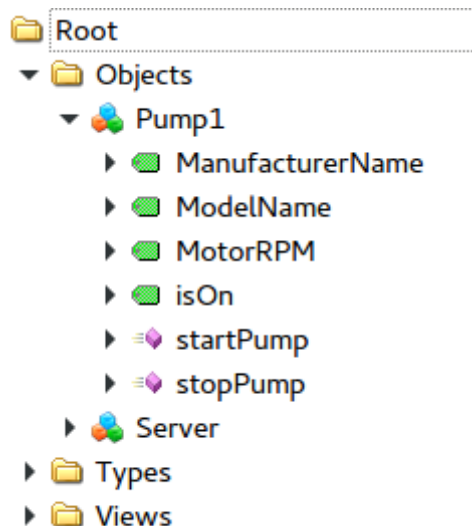 Root
Objects
Pump1
ManufacturerName
ModelName
MotorRPM
isOn
startPump
stopPump
Server
Types
Views